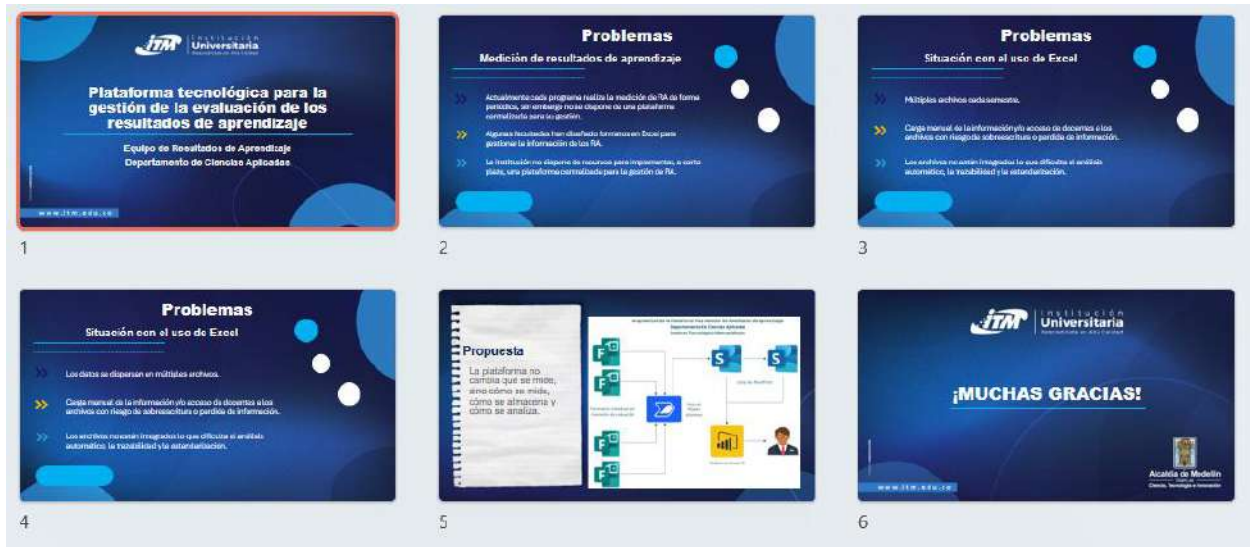 iTM
Institución
Universitaria
Plataforma tecnológica para la
gestión de la evaluación de los
resultados de aprendizaje
Equipo de Resultados de Aprendizaje
Departamento de Ciencias Aplicadas
www.itm.edu.co
1
Problemas
Medición de resultados de aprendizaje
Actualmente cada programa realiza la medición de RA de forma
periódica, sin embargo no se dispone de una plataforma
centralizada para su gestión.
Algunas facultades han diseñado formatos en Excel para
gestionar la información de los RA.
La Institución no dispone de recursos para implementar, a corto
plazo, una plataforma centralizada para la gestión de RA.
2
Problemas
Situación con el uso de Excel
Múltiples archivos cada semestre.
Carga manual de la información y/o acceso de docentes a los
archivos con riesgo de sobreescritura o perdida de información.
Los archivos no están integrados lo que dificulta el análisis
automático, la trazabilidad y la estandarización.
3
Problemas
Situación con el uso de Excel
Los datos se dispersan en múltiples archivos.
Carga manual de la información y/o acceso de docentes a los
archivos con riesgo de sobreescritura o perdida de información.
Los archivos no están integrados lo que dificulta el análisis
automático, la trazabilidad y la estandarización.
4
Propuesta
La plataforma no
cambia que se mide,
sino cómo se mide,
cómo se almacena y
cómo se analiza.
Departamento de Ciencias Aplicadas
F
F
F
F
S
S
5
iTM
Institución
Universitaria
¡MUCHAS GRACIAS!
www.itm.edu.co
Alcaldía de Medellín
Ciencia, Tecnología e Innovación
6